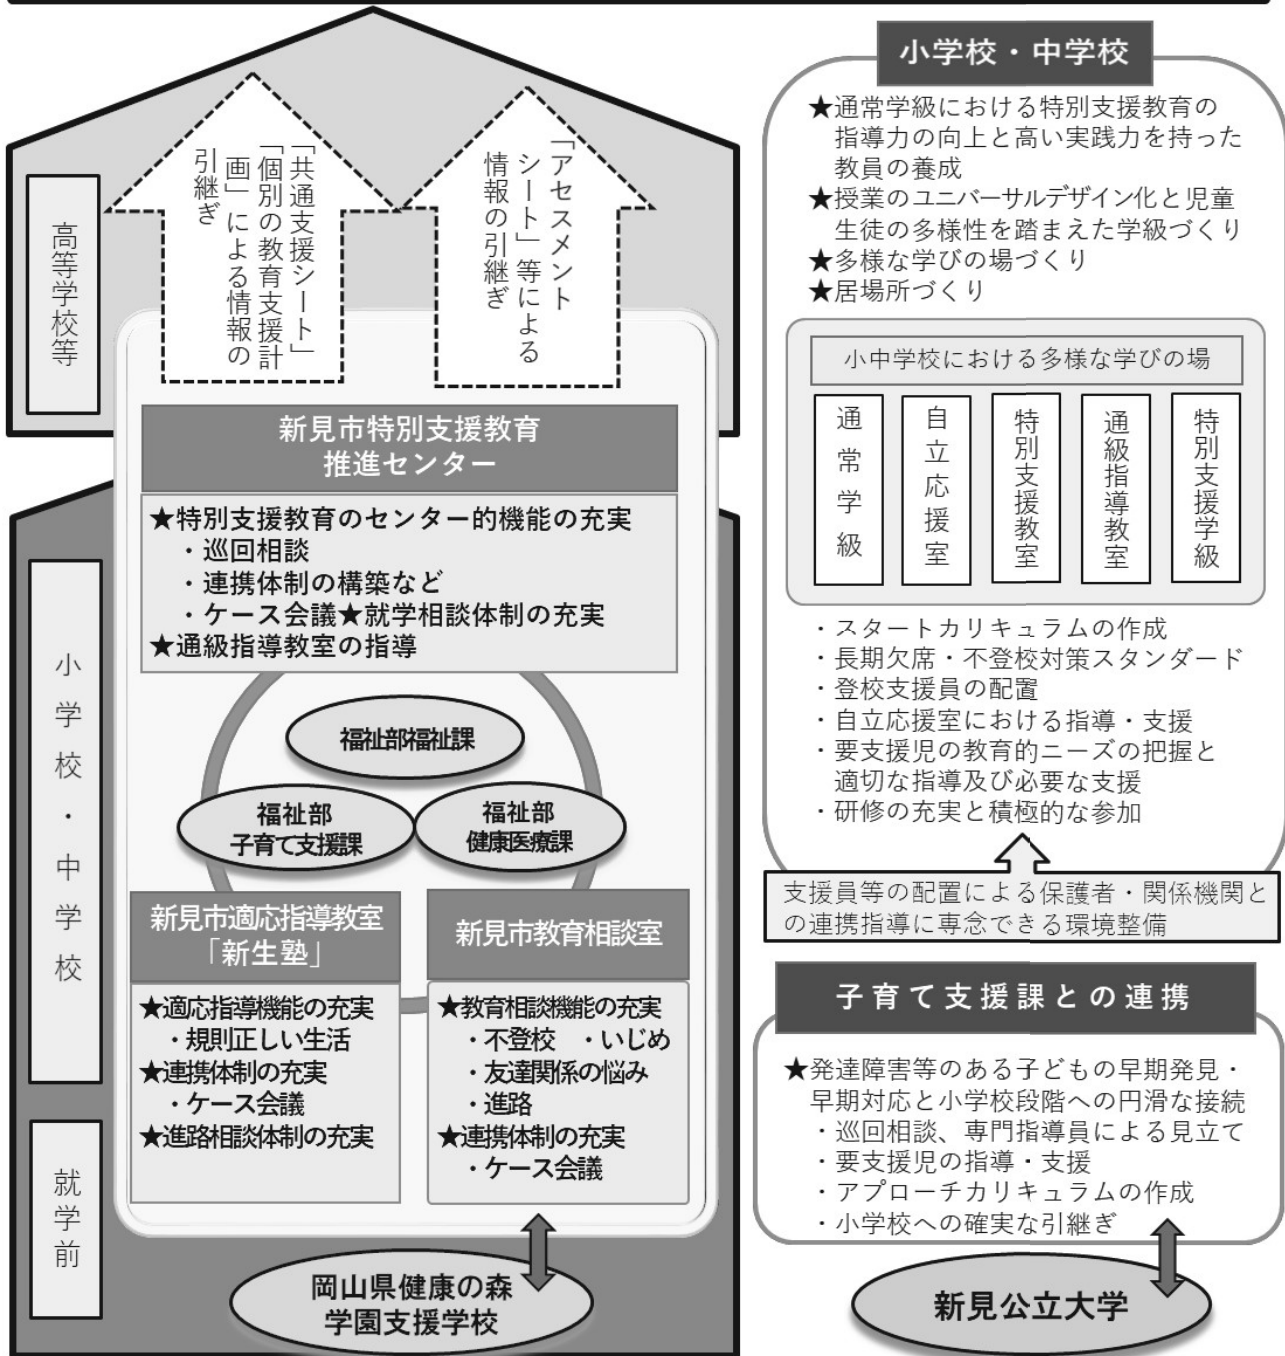 高等学校等
「共通支援シート」
「個別の教育支援計
画」による情報の
引継ぎ
「アセスメント
シート」等による
情報の引継ぎ
新見市特別支援教育
推進センター
★特別支援教育のセンター的機能の充実
・巡回相談
・連携体制の構築など
・ケース会議★就学相談体制の充実
★通級指導教室の指導
小学校・中学校
福祉部福祉課
福祉部
子育て支援課
福祉部
健康医療課
新見市適応指導教室
「新生塾」
★適応指導機能の充実
・規則正しい生活
★連携体制の充実
・ケース会議
★進路相談体制の充実
新見市教育相談室
★教育相談機能の充実
・不登校 ・いじめ
・友達関係の悩み
・進路
★連携体制の充実
・ケース会議
就学前
岡山県健康の森
学園支援学校
小学校・中学校
★通常学級における特別支援教育の
指導力の向上と高い実践力を持った
教員の養成
★授業のユニバーサルデザイン化と児童
生徒の多様性を踏まえた学級づくり
★多様な学びの場づくり
★居場所づくり
小中学校における多様な学びの場
通常学級
自立応援室
特別支援教室
通級指導教室
特別支援学級
・スタートカリキュラムの作成
・長期欠席・不登校対策スタンダード
・登校支援員の配置
・自立応援室における指導・支援
・要支援児の教育的ニーズの把握と
適切な指導及び必要な支援
・研修の充実と積極的な参加
支援員等の配置による保護者・関係機関と
の連携指導に専念できる環境整備
子育て支援課との連携
★発達障害等のある子どもの早期発見・
早期対応と小学校段階への円滑な接続
・巡回相談、専門指導員による見立て
・要支援児の指導・支援
・アプローチカリキュラムの作成
・小学校への確実な引継ぎ
新見公立大学